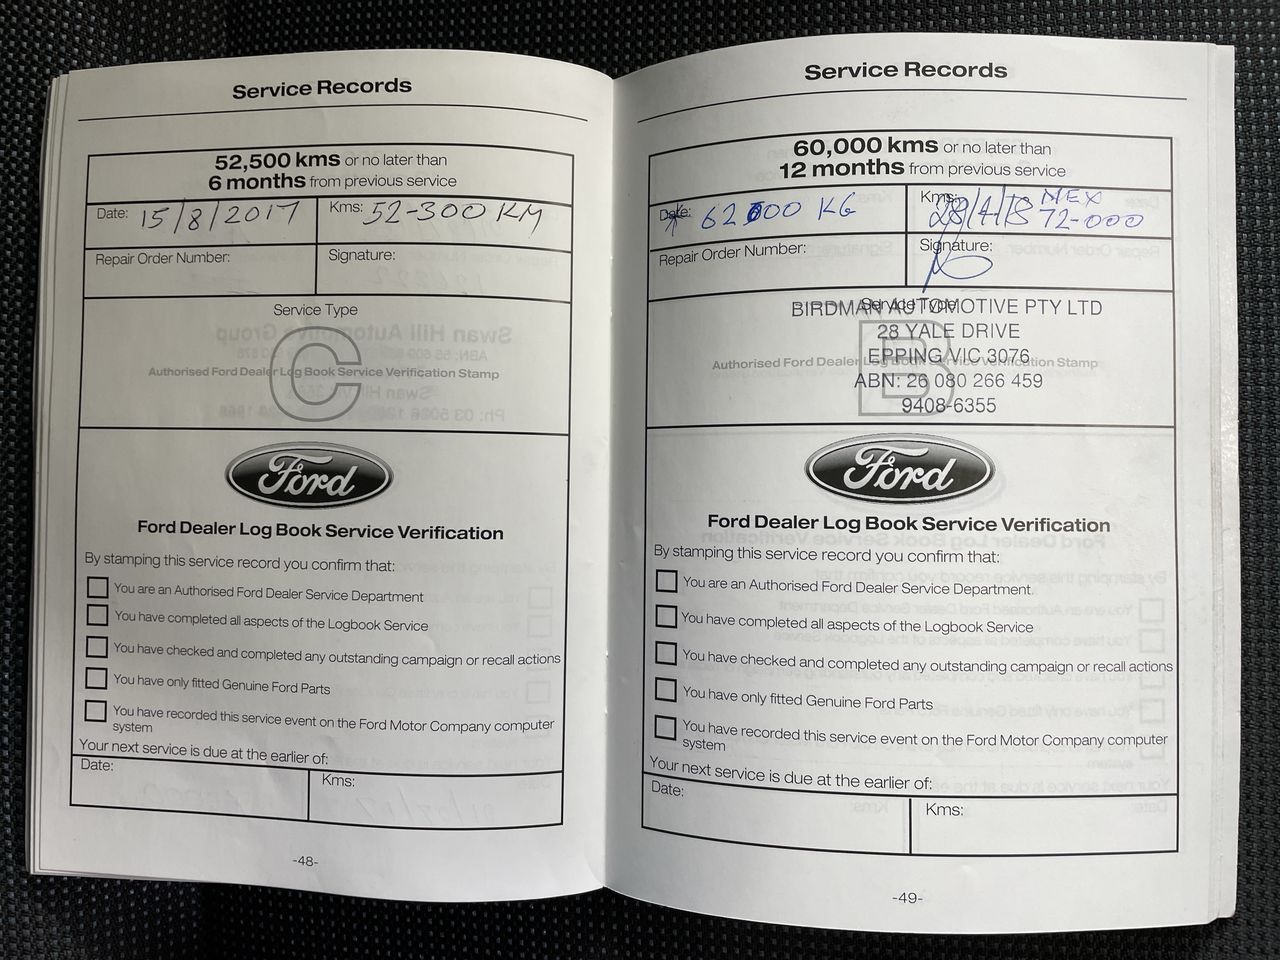 Service Records
52,500 kms or no later than
6 months from previous service
Date: 15/8/2017 Kms: 52-300 KM
Repair Order Number: Signature:
Service Type
C
Authorised Ford Dealer Log Book Service Verification Stamp
Ford
Ford Dealer Log Book Service Verification
By stamping this service record you confirm that:
You are an Authorised Ford Dealer Service Department
You have completed all aspects of the Logbook Service
You have checked and completed any outstanding campaign or recall actions
You have only fitted Genuine Ford Parts
You have recorded this service event on the Ford Motor Company computer
system
Your next service is due at the earlier of:
Date: Kms:
-48-
Service Records
60,000 kms or no later than
12 months from previous service
Date: KG Kms: 28/4/18 NEX
72-000
Repair Order Number: Signature:
Service Type
BIRDMAN AUTOMOTIVE PTY LTD
28 YALE DRIVE
EPPING VIC 3076
B
Authorised Ford Dealer Log Book Service Verification Stamp
ABN: 26 080 266 459
9408-6355
Ford
Ford Dealer Log Book Service Verification
By stamping this service record you confirm that:
You are an Authorised Ford Dealer Service Department.
You have completed all aspects of the Logbook Service
You have checked and completed any outstanding campaign or recall actions
You have only fitted Genuine Ford Parts
You have recorded this service event on the Ford Motor Company computer
system
Your next service is due at the earlier of:
Date: Kms:
-49-